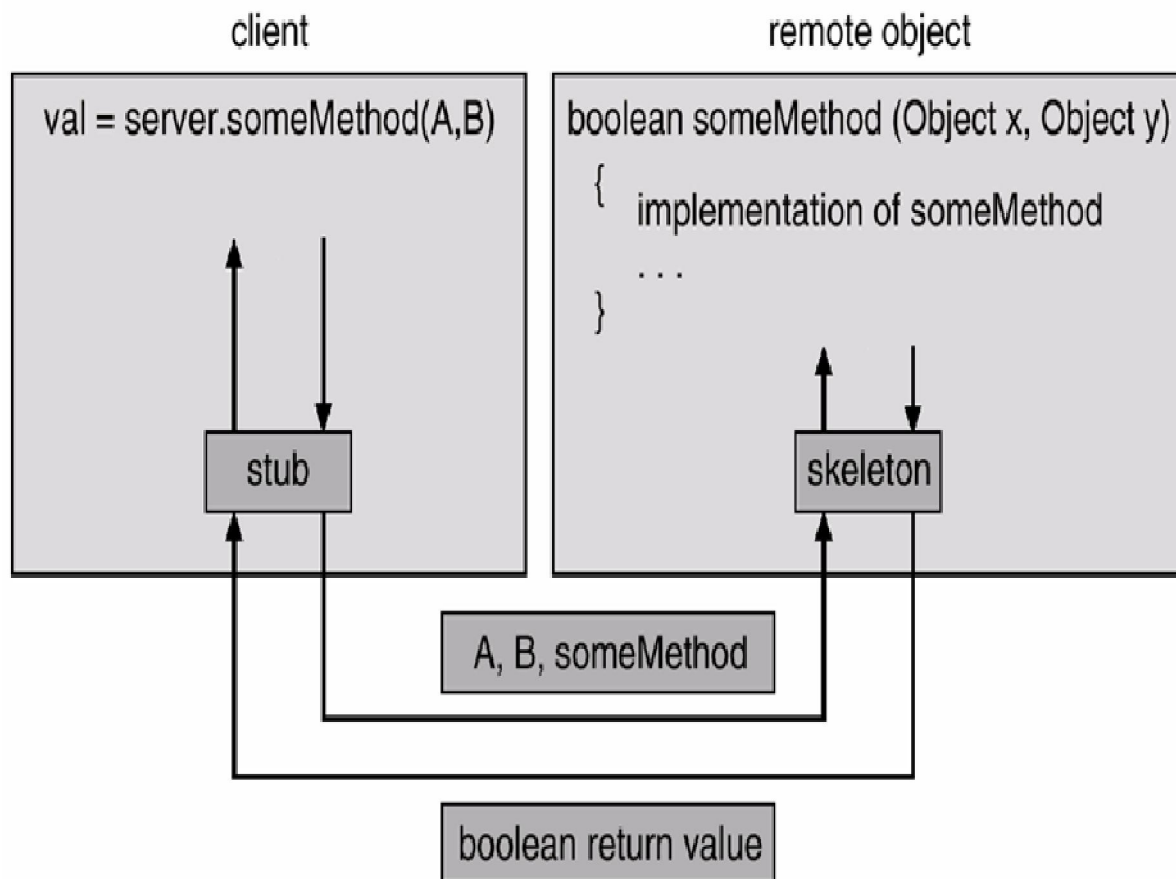 client
remote object
val = server.someMethod(A,B)
boolean someMethod (Object x, Object y)
{
implementation of someMethod
. . .
}
stub
skeleton
A, B, someMethod
boolean return value